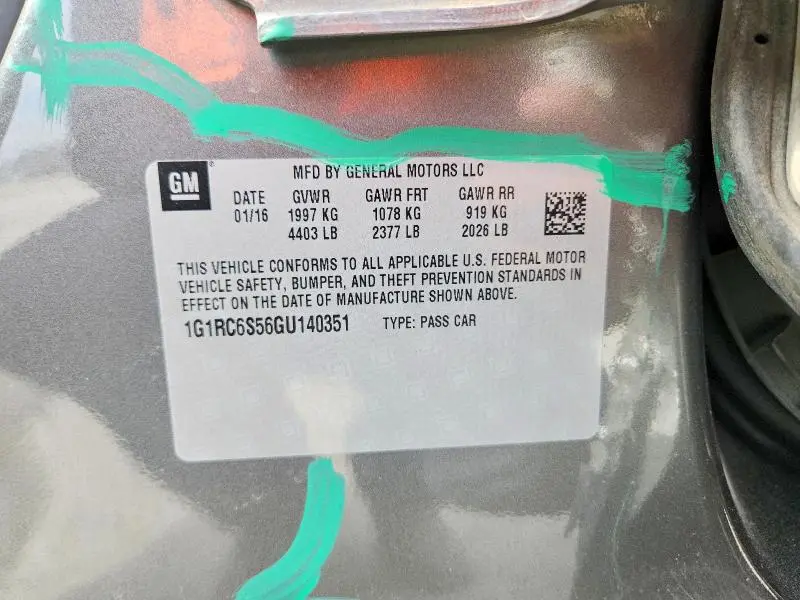 GM
MFD BY GENERAL MOTORS LLC
DATE GVWR GAWR FRT GAWR RR
01/16 1997 KG 1078 KG 919 KG
4403 LB 2377 LB 2026 LB
THIS VEHICLE CONFORMS TO ALL APPLICABLE U.S. FEDERAL MOTOR
VEHICLE SAFETY, BUMPER, AND THEFT PREVENTION STANDARDS IN
EFFECT ON THE DATE OF MANUFACTURE SHOWN ABOVE.
1G1RC6S56GU140351 TYPE: PASS CAR